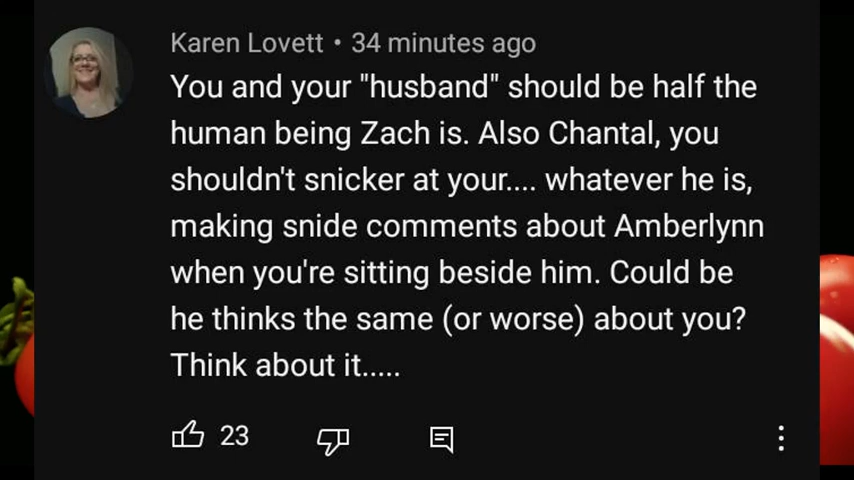 Karen Lovett • 34 minutes ago
You and your "husband" should be half the
human being Zach is. Also Chantal, you
shouldn't snicker at your.... whatever he is,
making snide comments about Amberlynn
when you're sitting beside him. Could be
he thinks the same (or worse) about you?
Think about it.....
23